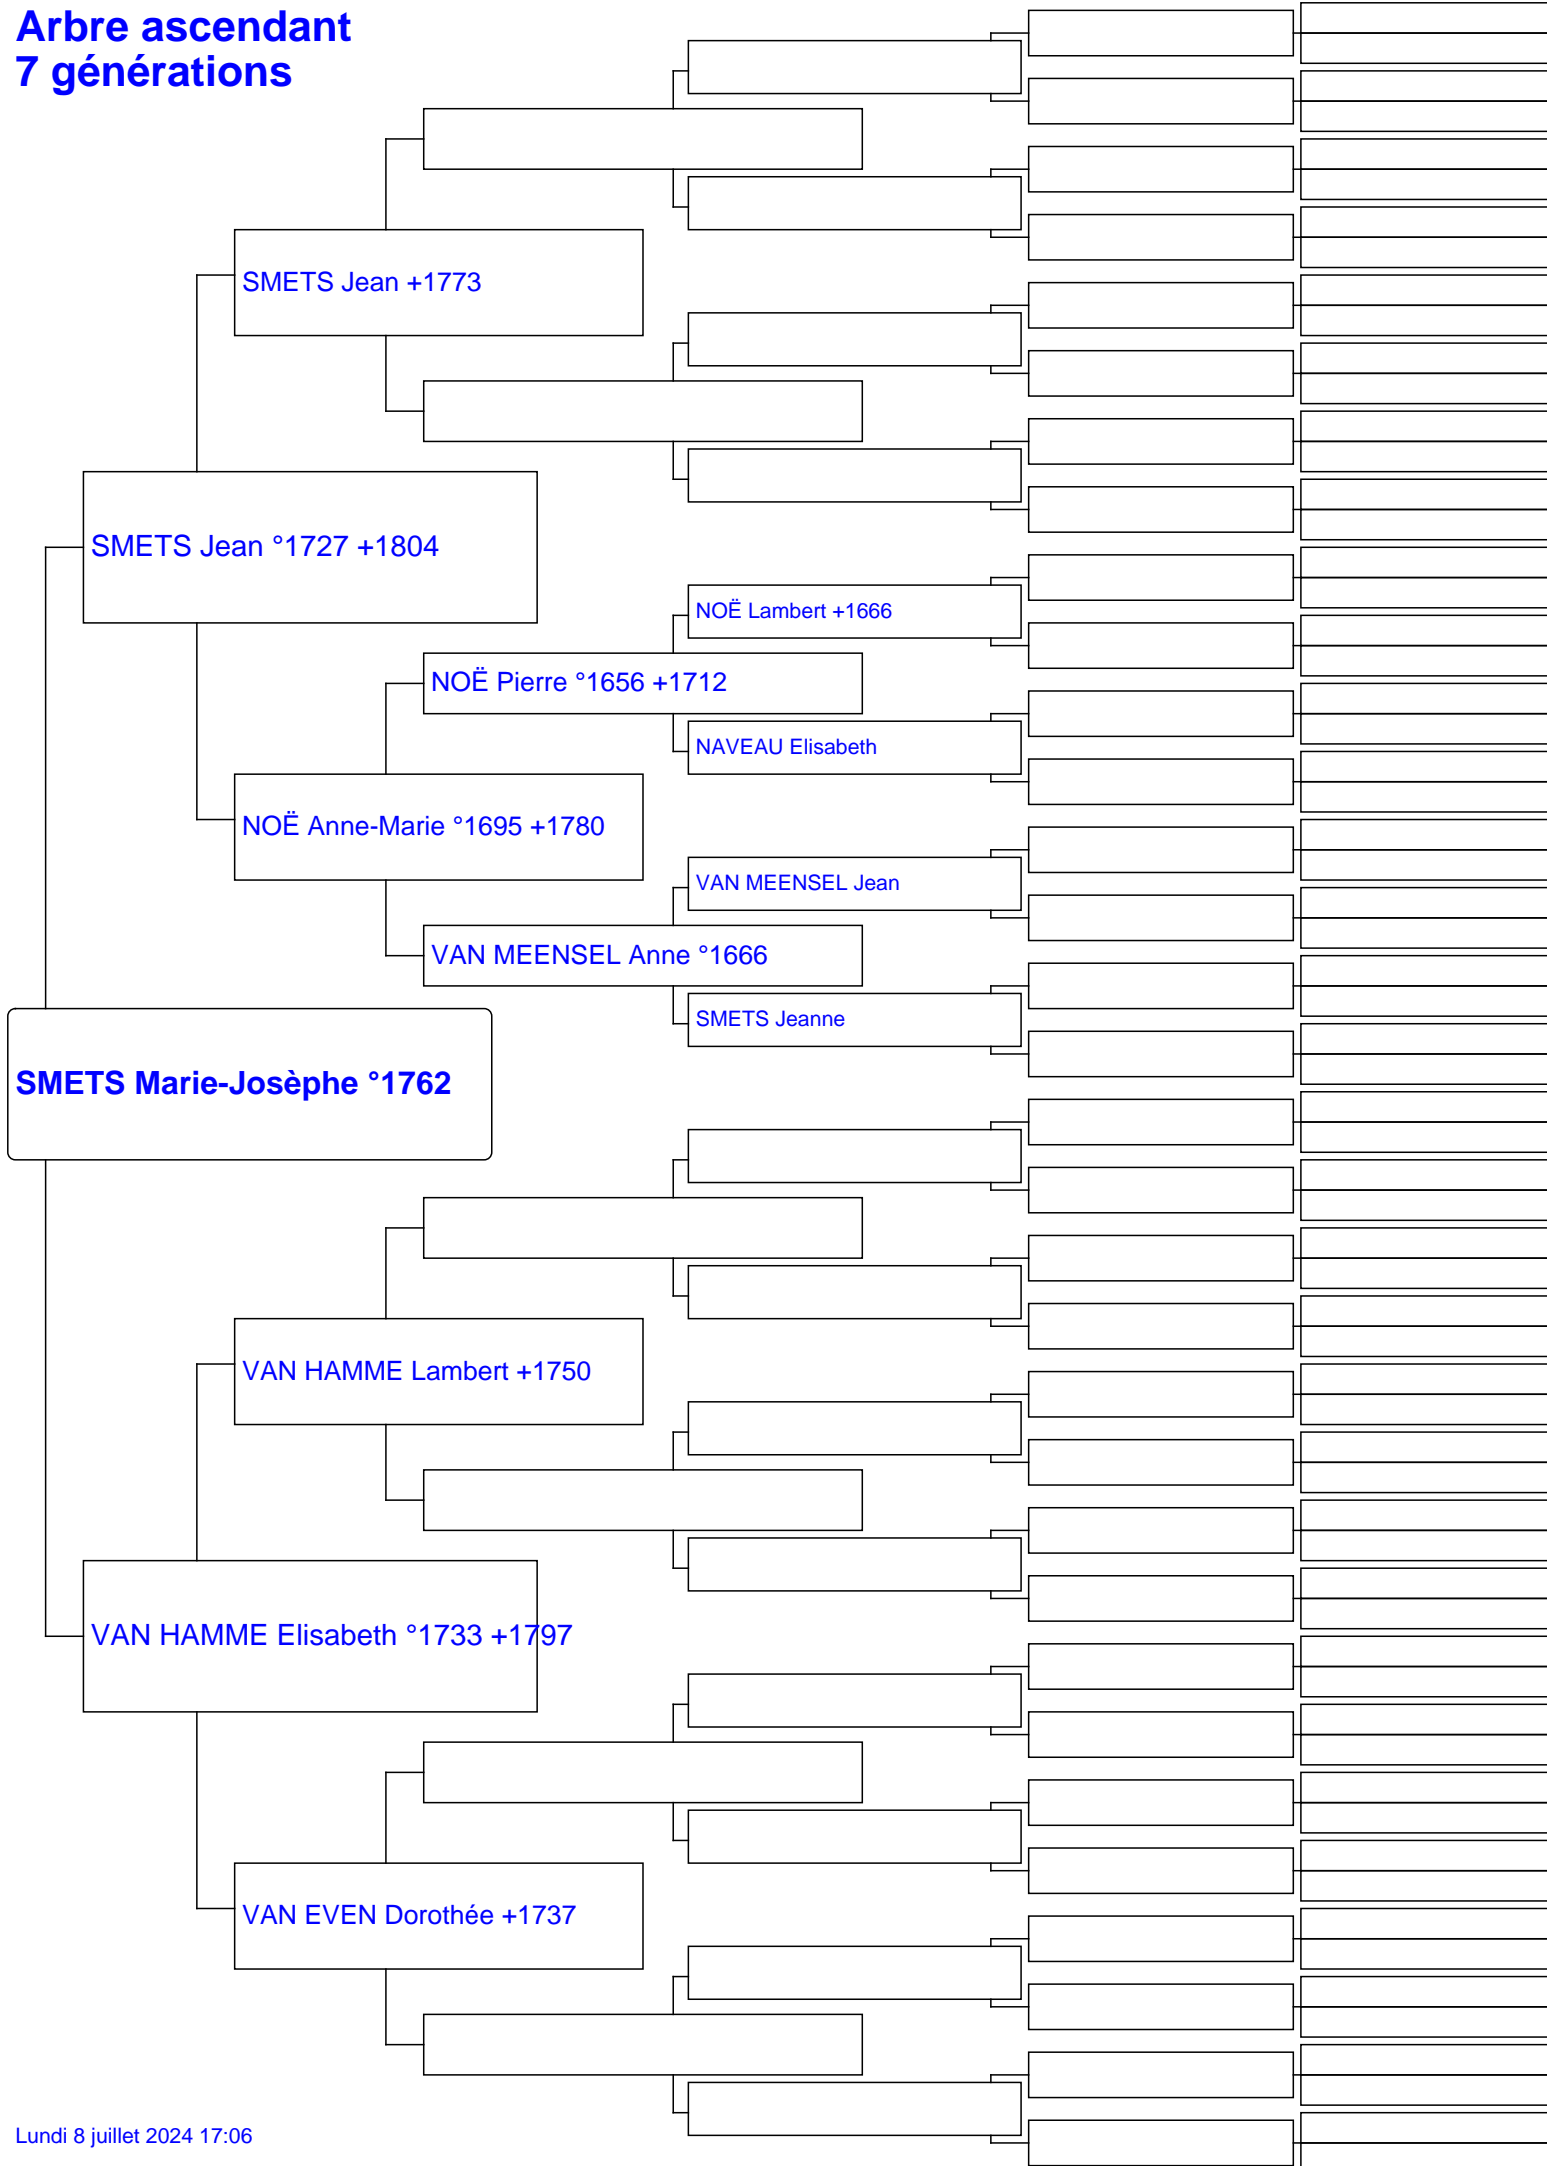 Arbre ascendant
7 générations
SMETS Jean +1773
SMETS Jean °1727 +1804
NOË Lambert +1666
NOË Pierre °1656 +1712
NAVEAU Elisabeth
NOË Anne-Marie °1695 +1780
VAN MEENSEL Jean
VAN MEENSEL Anne °1666
SMETS Jeanne
SMETS Marie-Josèphe °1762
VAN HAMME Lambert +1750
VAN HAMME Elisabeth °1733 +1797
VAN EVEN Dorothée +1737
Lundi 8 juillet 2024 17:06